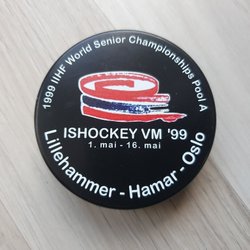 1999 IIHF World Senior Championships Pool A
ISHOCKEY VM '99
1. mai - 16. mai
Lillehammer - Hamar - Oslo